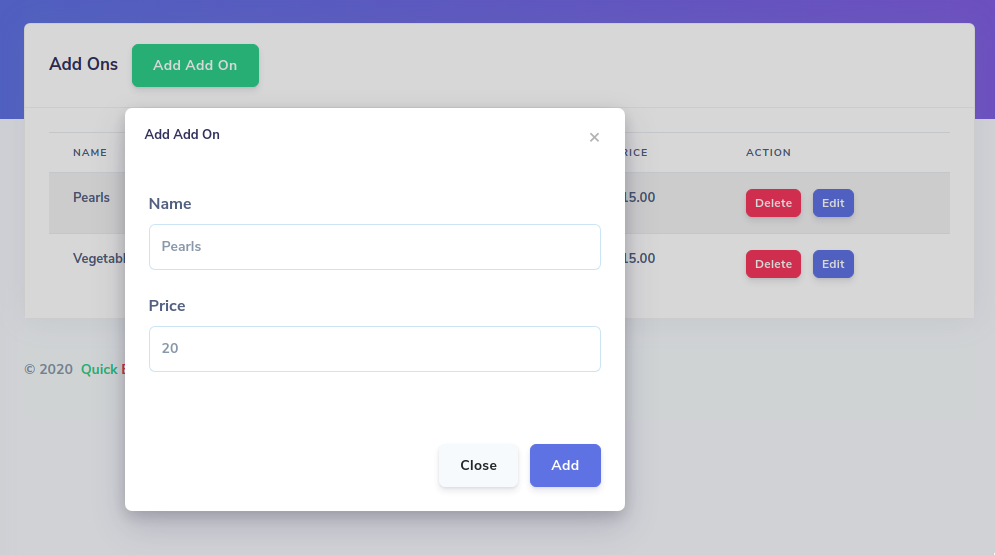 Add Ons Add Add On
Add Add On ×
NAME RICE ACTION
Pearls 15.00 Delete Edit
Name
Pearls
Vegetabl 15.00 Delete Edit
Price
20
© 2020 Quick
Close Add